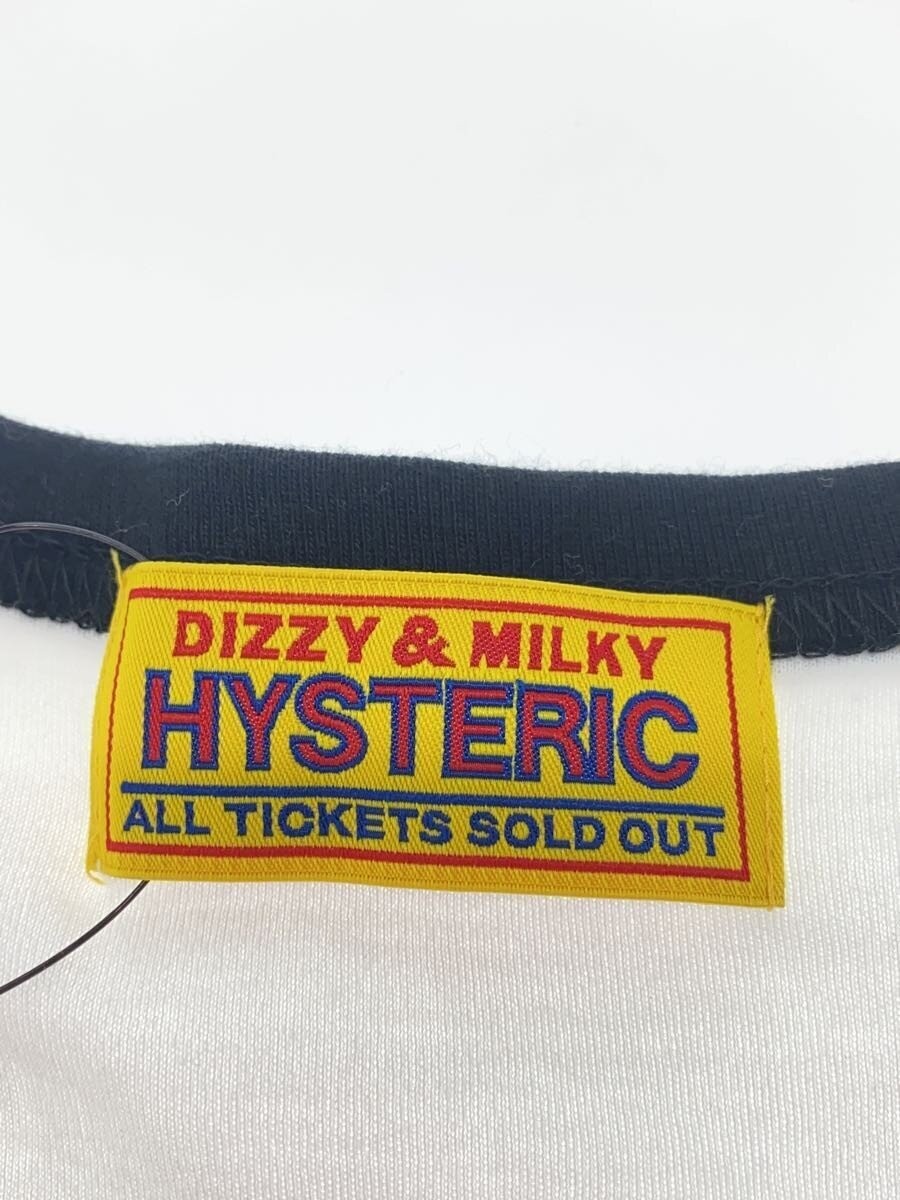 DIZZY & MILKY
HYSTERIC
ALL TICKETS SOLD OUT